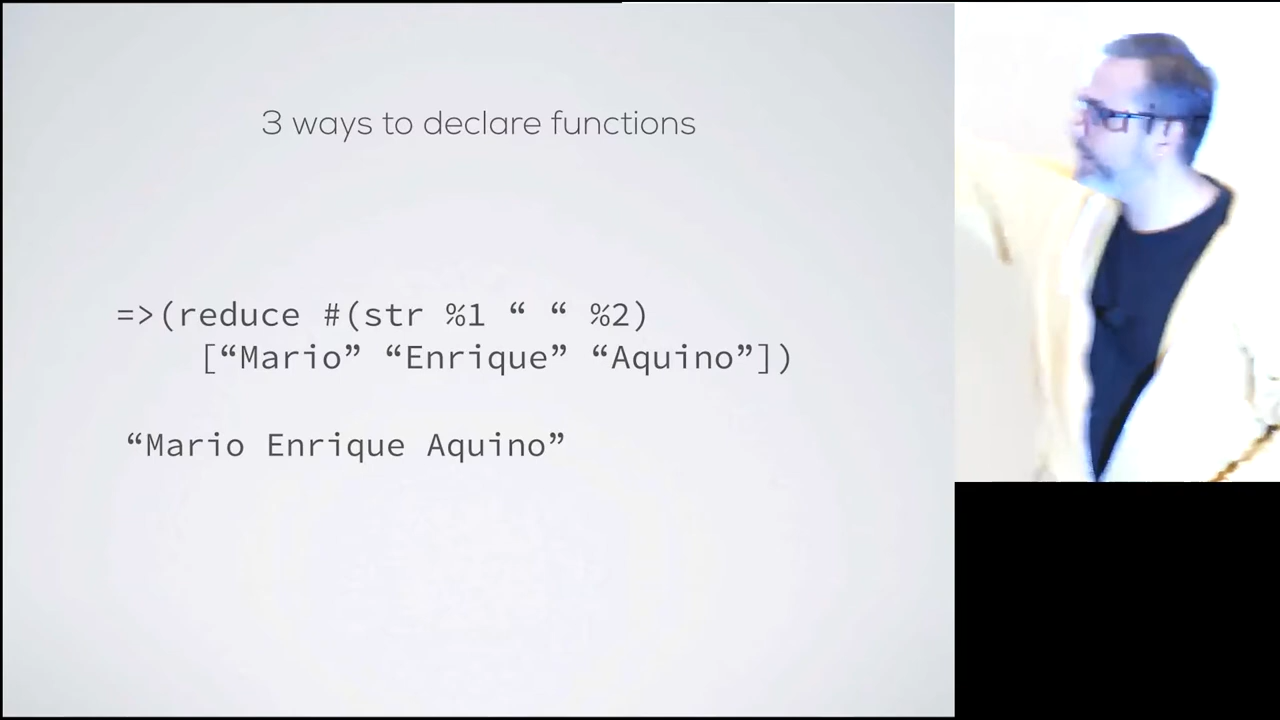 3 ways to declare functions
=>(reduce #(str %1 “ “ %2)
[“Mario” “Enrique” “Aquino”])
“Mario Enrique Aquino”